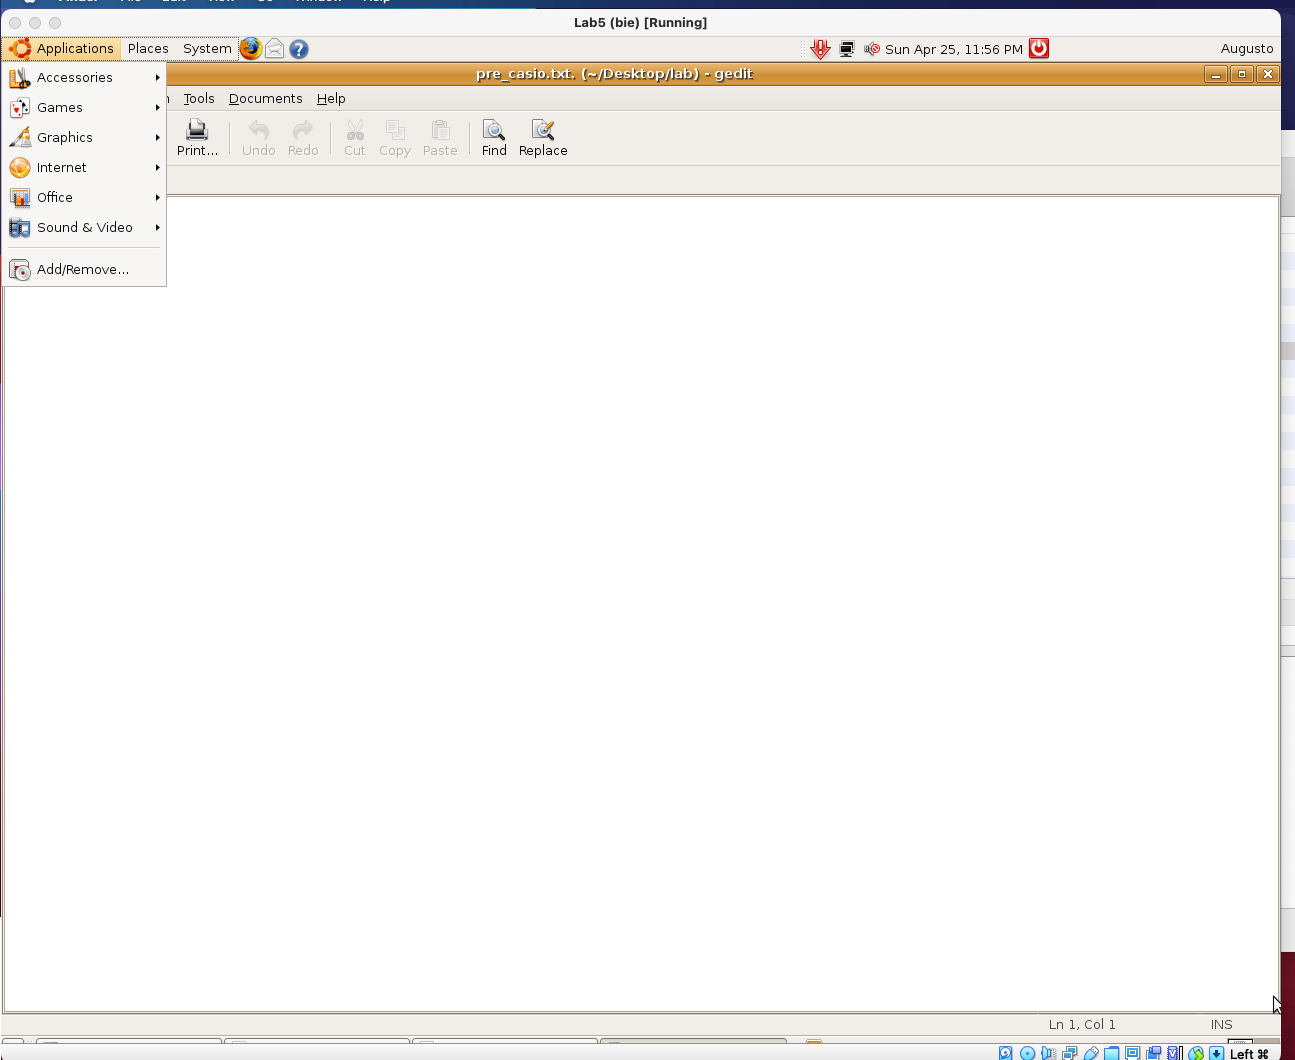 Lab5 (bie) [Running]
Applications Places System Sun Apr 25, 11:56 PM Augusto
pre_casio.txt. (~/Desktop/lab) - gedit
Tools Documents Help
Accessories
Games
Graphics
Internet
Office
Sound & Video
Add/Remove...
Print... Undo Redo Cut Copy Paste Find Replace
Ln 1, Col 1 INS
Left ⌘